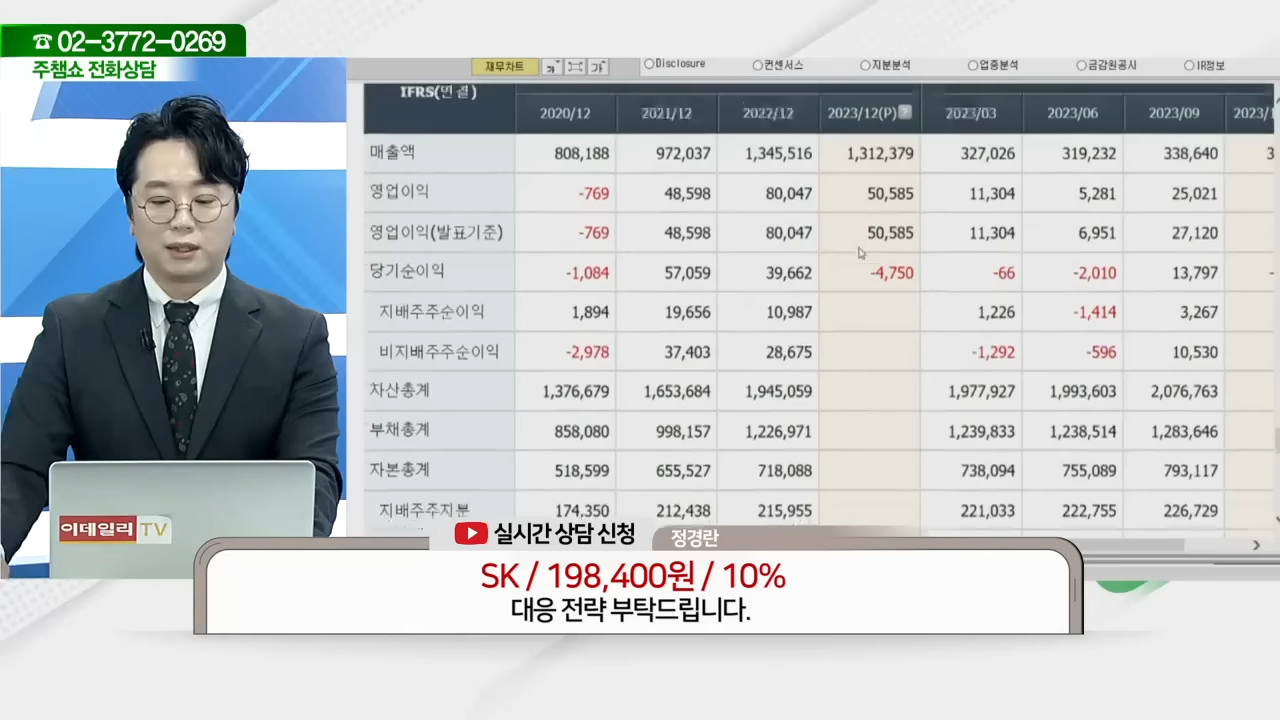 ☎ 02-3772-0269
주챔쇼 전화상담
재무차트 Disclosure 컨센서스 지분분석 업종분석 금감원공시 IR정보
IFRS(연결) 2020/12 2021/12 2022/12 2023/12(P) 2023/03 2023/06 2023/09 2023/1
매출액 808,188 972,037 1,345,516 1,312,379 327,026 319,232 338,640 3
영업이익 -769 48,598 80,047 50,585 11,304 5,281 25,021
영업이익(발표기준) -769 48,598 80,047 50,585 11,304 6,951 27,120
당기순이익 -1,084 57,059 39,662 -4,750 -66 -2,010 13,797 -
지배주주순이익 1,894 19,656 10,987 1,226 -1,414 3,267
비지배주주순이익 -2,978 37,403 28,675 -1,292 -596 10,530
자산총계 1,376,679 1,653,684 1,945,059 1,977,927 1,993,603 2,076,763
부채총계 858,080 998,157 1,226,971 1,239,833 1,238,514 1,283,646
자본총계 518,599 655,527 718,088 738,094 755,089 793,117
지배주주지분 174,350 212,438 215,955 221,033 222,755 226,729
이데일리 TV
실시간 상담 신청 정경란
SK / 198,400원 / 10%
대응 전략 부탁드립니다.